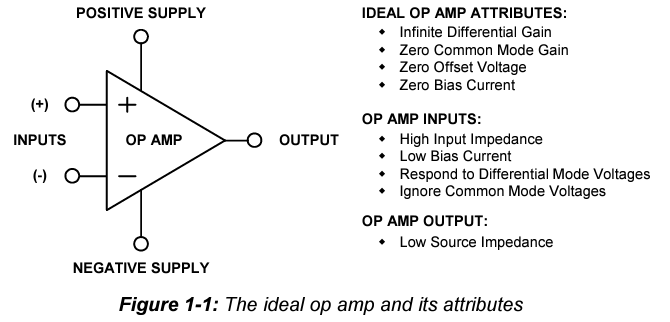 POSITIVE SUPPLY
(+)
+
INPUTS
OP AMP
OUTPUT
(-)
−
NEGATIVE SUPPLY
IDEAL OP AMP ATTRIBUTES:
◆ Infinite Differential Gain
◆ Zero Common Mode Gain
◆ Zero Offset Voltage
◆ Zero Bias Current
OP AMP INPUTS:
◆ High Input Impedance
◆ Low Bias Current
◆ Respond to Differential Mode Voltages
◆ Ignore Common Mode Voltages
OP AMP OUTPUT:
◆ Low Source Impedance
Figure 1-1: The ideal op amp and its attributes